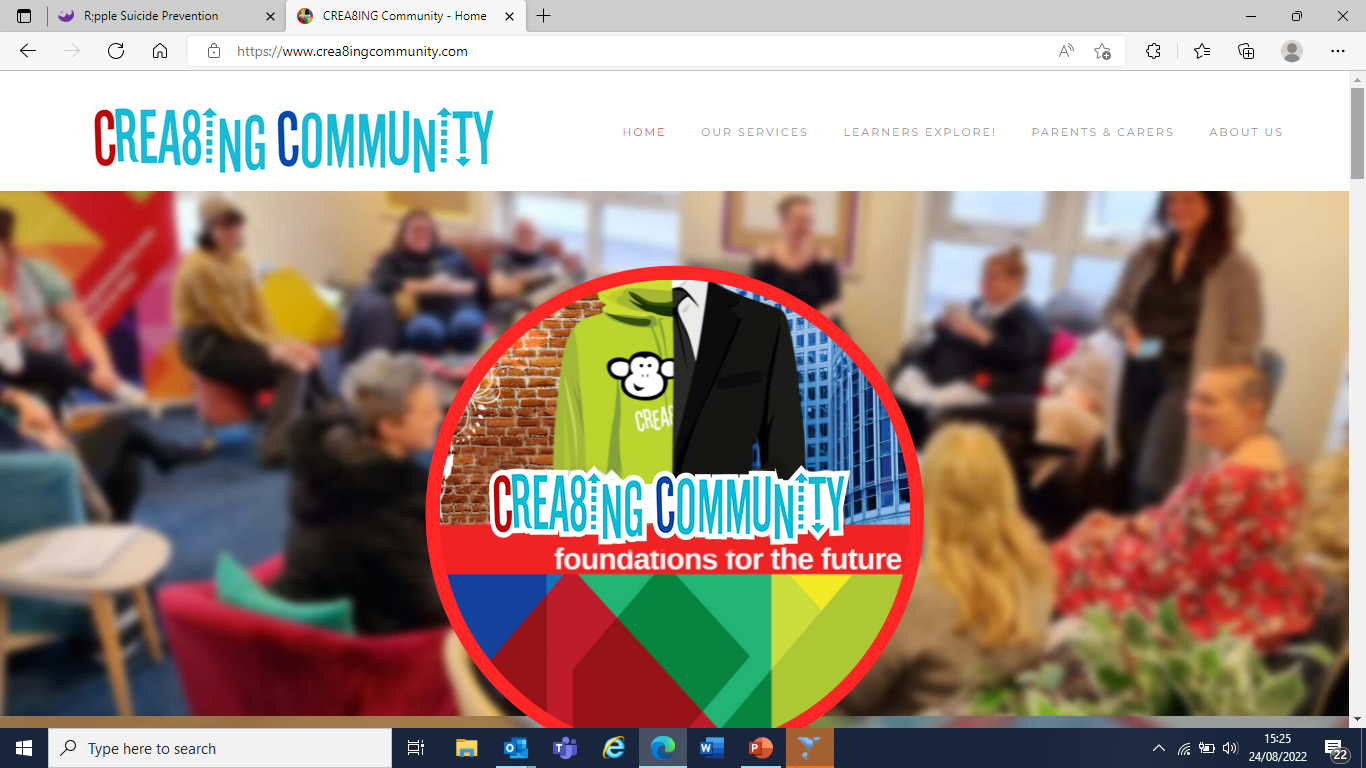 R;pple Suicide Prevention
CREA8ING Community - Home
https://www.crea8ingcommunity.com
CREA8ING COMMUNITY
HOME
OUR SERVICES
LEARNERS EXPLORE!
PARENTS & CARERS
ABOUT US
CREA8
CREA8ING COMMUNITY
foundations for the future
Type here to search
15:25
24/08/2022
22